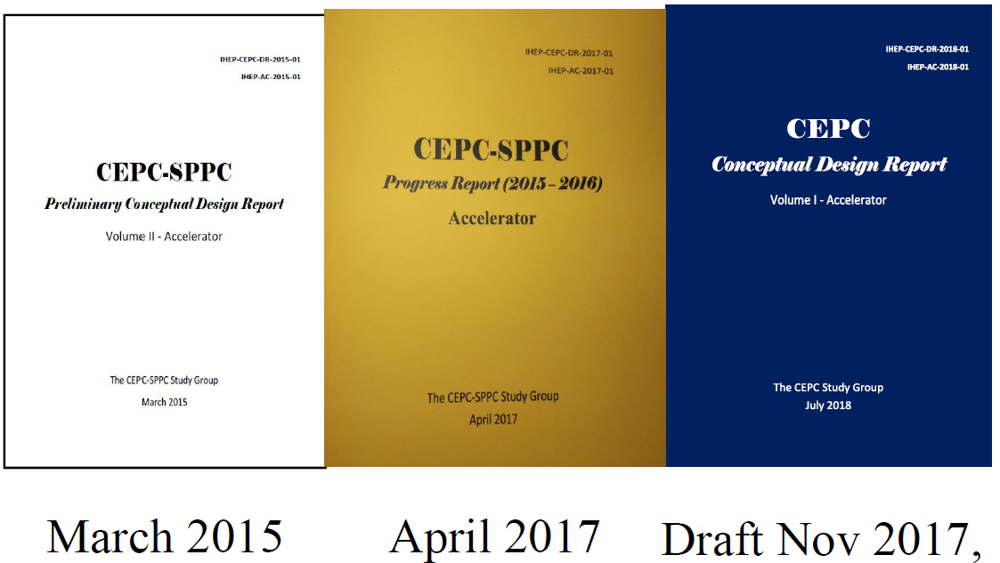 IHEP-CEPC-DR-2015-01
IHEP-AC-2015-01
CEPC-SPPC
Preliminary Conceptual Design Report
Volume II - Accelerator
The CEPC-SPPC Study Group
March 2015
IHEP-CEPC-DR-2017-01
IHEP-AC-2017-01
CEPC-SPPC
Progress Report (2015 – 2016)
Accelerator
The CEPC-SPPC Study Group
April 2017
IHEP-CEPC-DR-2018-01
IHEP-AC-2018-01
CEPC
Conceptual Design Report
Volume I - Accelerator
The CEPC Study Group
July 2018
March 2015
April 2017
Draft Nov 2017,